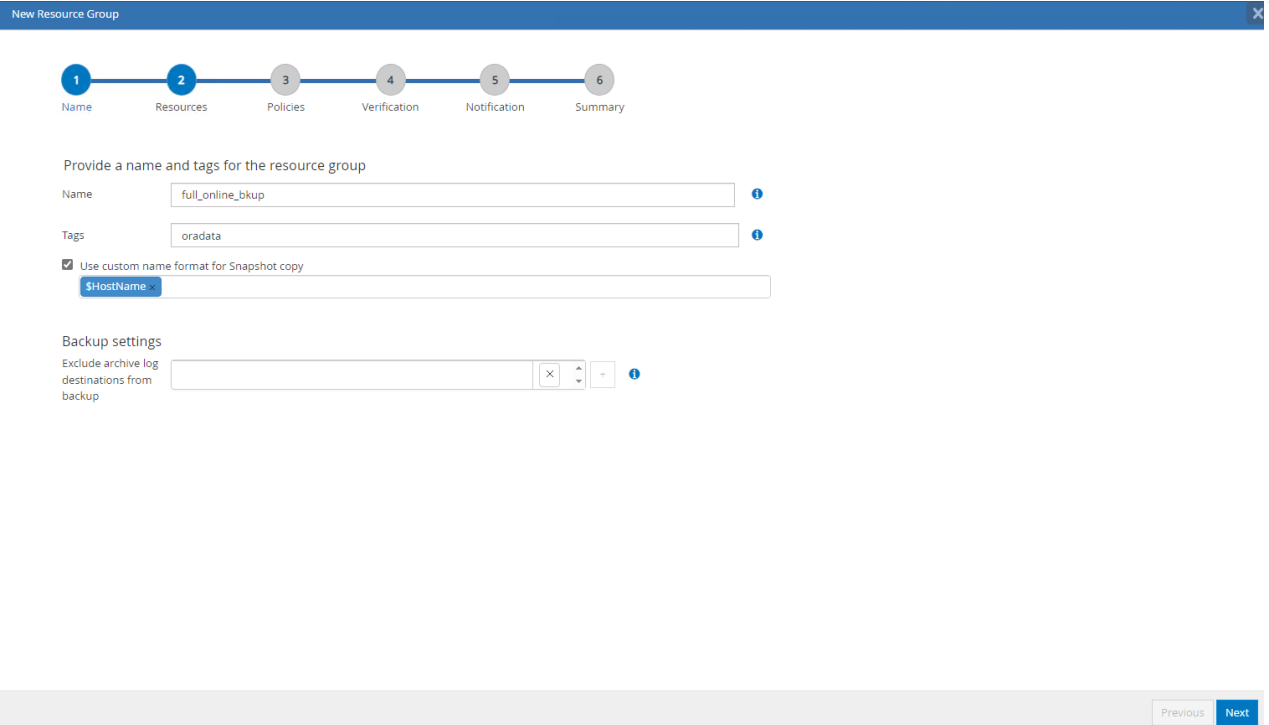 New Resource Group
1 2 3 4 5 6
Name Resources Policies Verification Notification Summary
Provide a name and tags for the resource group
Name full_online_bkup
Tags oradata
Use custom name format for Snapshot copy
$HostName ×
Backup settings
Exclude archive log
destinations from
backup
Previous Next